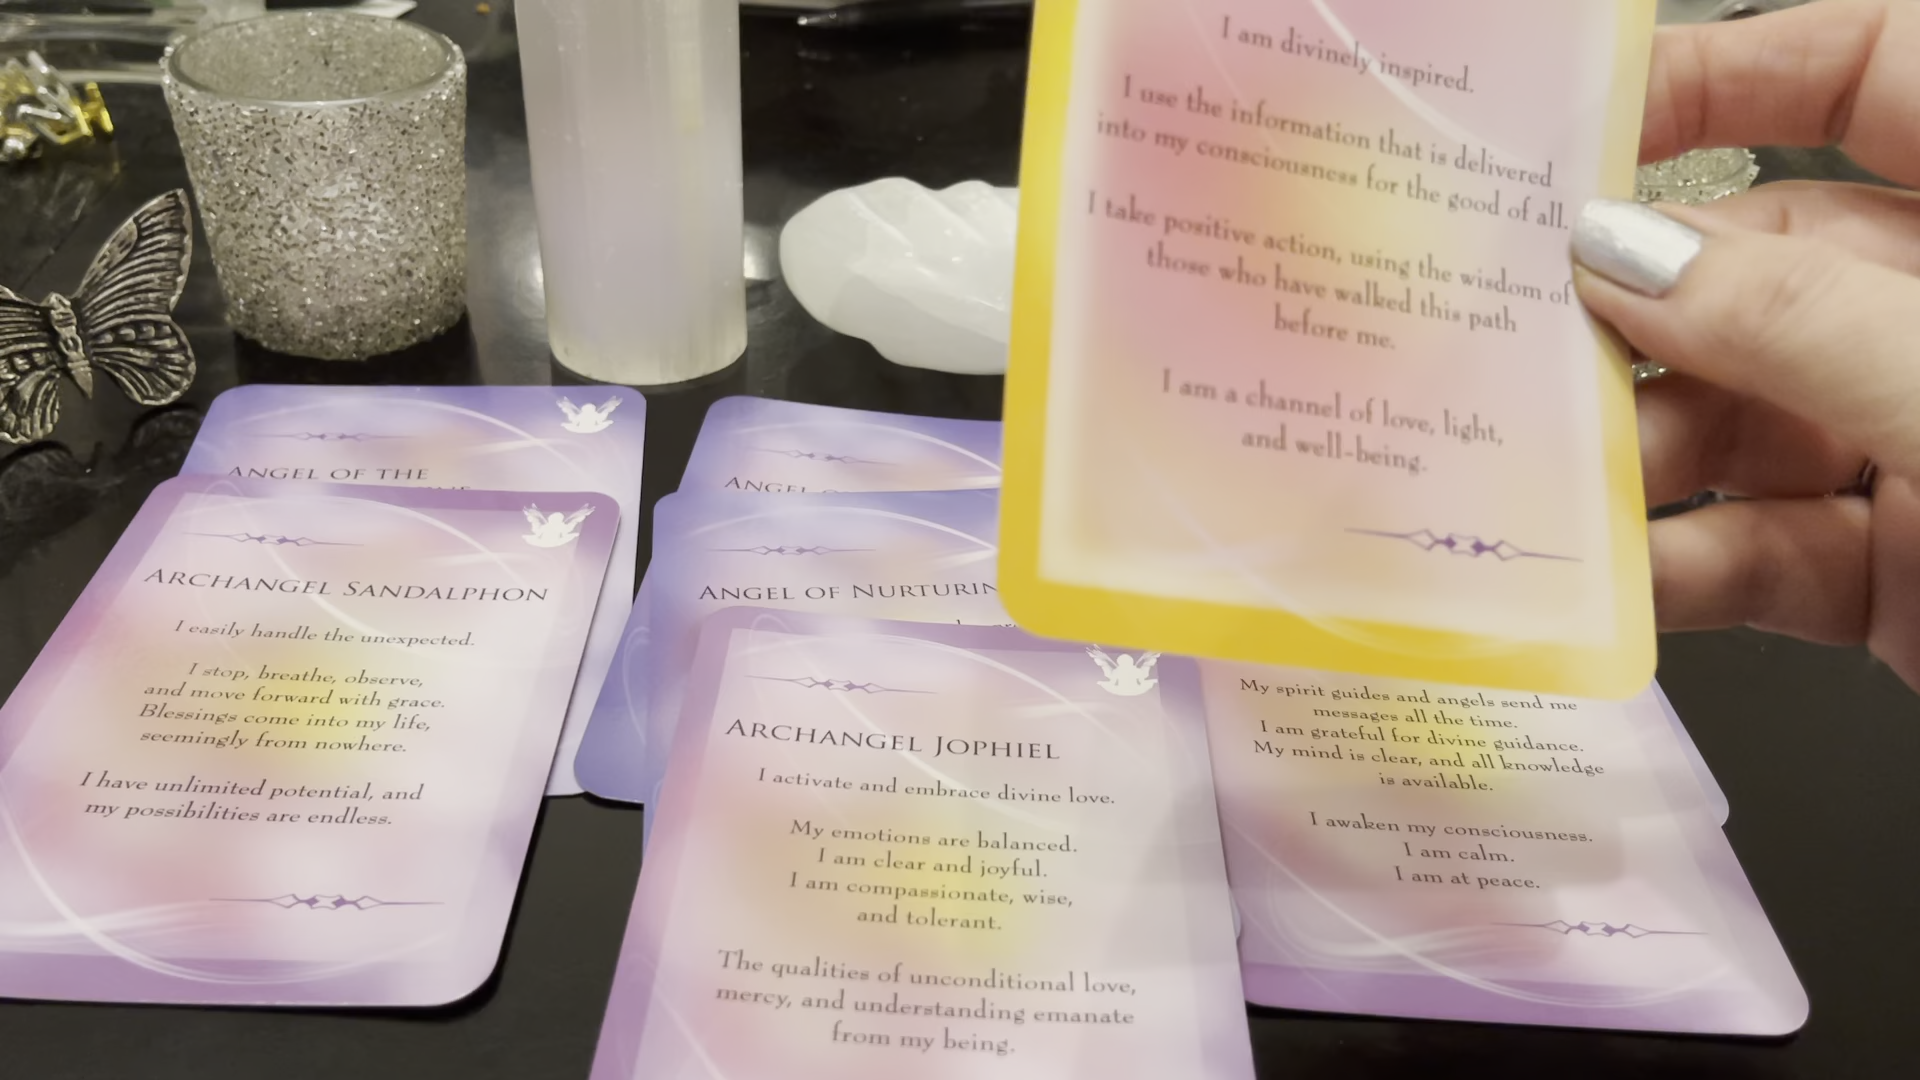 I am divinely inspired.
I use the information that is delivered
into my consciousness for the good of all.
I take positive action, using the wisdom of
those who have walked this path
before me.
I am a channel of love, light,
and well-being.
ANGEL OF THE
ARCHANGEL SANDALPHON
I easily handle the unexpected.
I stop, breathe, observe,
and move forward with grace.
Blessings come into my life,
seemingly from nowhere.
I have unlimited potential, and
my possibilities are endless.
ANGEL
ANGEL OF NURTURIN
ARCHANGEL JOPHIEL
I activate and embrace divine love.
My emotions are balanced.
I am clear and joyful.
I am compassionate, wise,
and tolerant.
The qualities of unconditional love,
mercy, and understanding emanate
from my being.
My spirit guides and angels send me
messages all the time.
I am grateful for divine guidance.
My mind is clear, and all knowledge
is available.
I awaken my consciousness.
I am calm.
I am at peace.